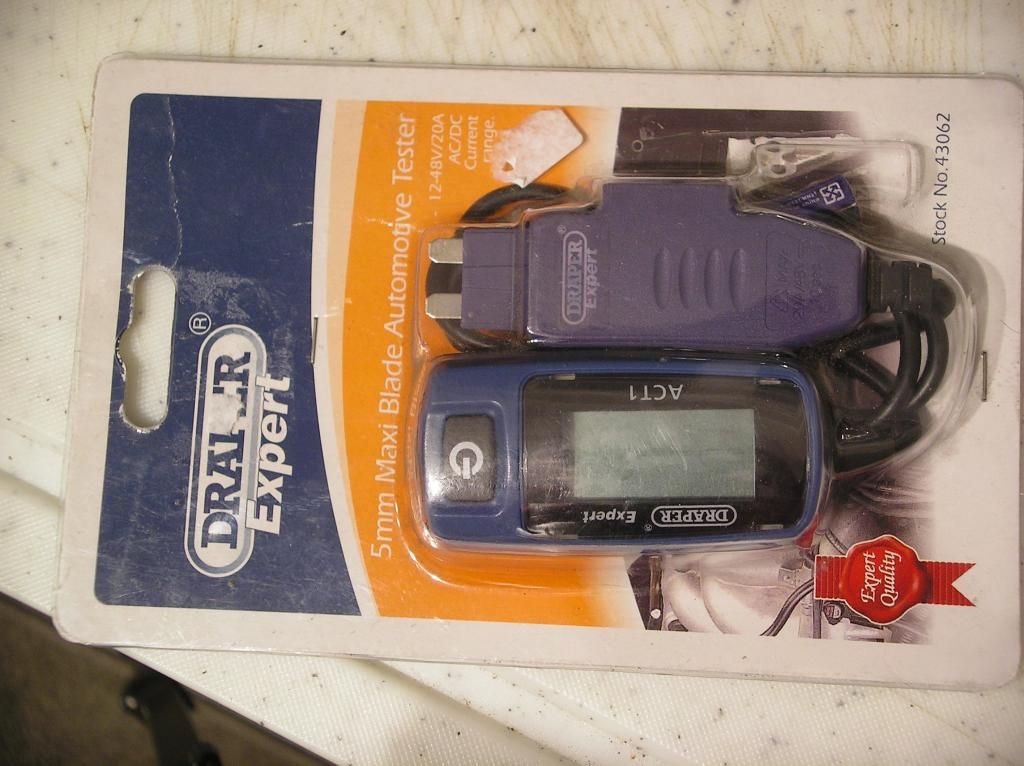 DRAPER®
Expert
5mm Maxi Blade Automotive Tester
12-48V/20A
AC/DC
Current
range.
DRAPER®
Expert
ACT1
DRAPER®
Expert
Expert
Quality
Stock No.43062